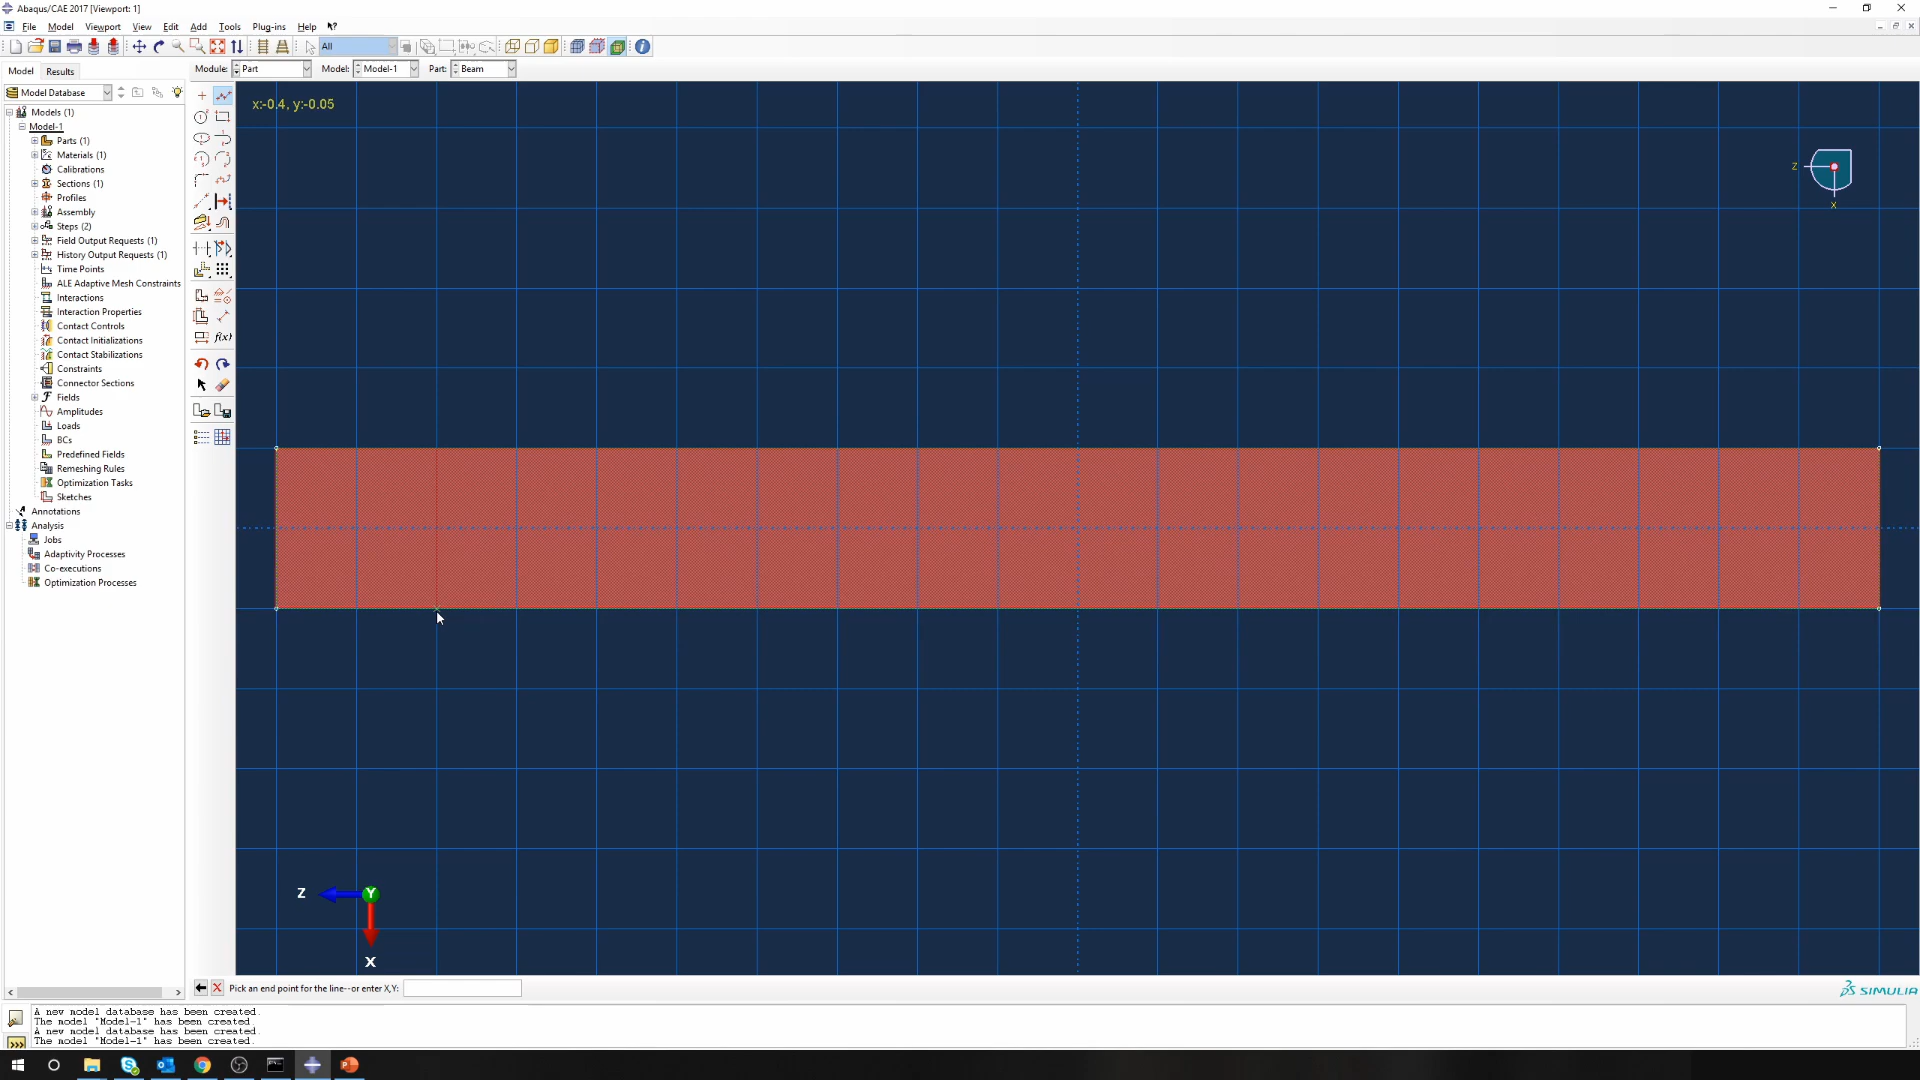 Abaqus/CAE 2017 [Viewport: 1]
File Model Viewport View Edit Add Tools Plug-ins Help
All
Model Results Module: Part Model: Model-1 Part: Beam
Model Database
x:-0.4, y:-0.05
Models (1)
Model-1
Parts (1)
Materials (1)
Calibrations
Sections (1)
Profiles
Assembly
Steps (2)
Field Output Requests (1)
History Output Requests (1)
Time Points
ALE Adaptive Mesh Constraints
Interactions
Interaction Properties
Contact Controls
Contact Initializations
Contact Stabilizations
Constraints
Connector Sections
Fields
Amplitudes
Loads
BCs
Predefined Fields
Remeshing Rules
Optimization Tasks
Sketches
Annotations
Analysis
Jobs
Adaptivity Processes
Co-executions
Optimization Processes
f(x)
Z
X
Z Y
X
Pick an end point for the line--or enter X,Y:
SIMULIA
A new model database has been created.
The model "Model-1" has been created.
A new model database has been created.
The model "Model-1" has been created.